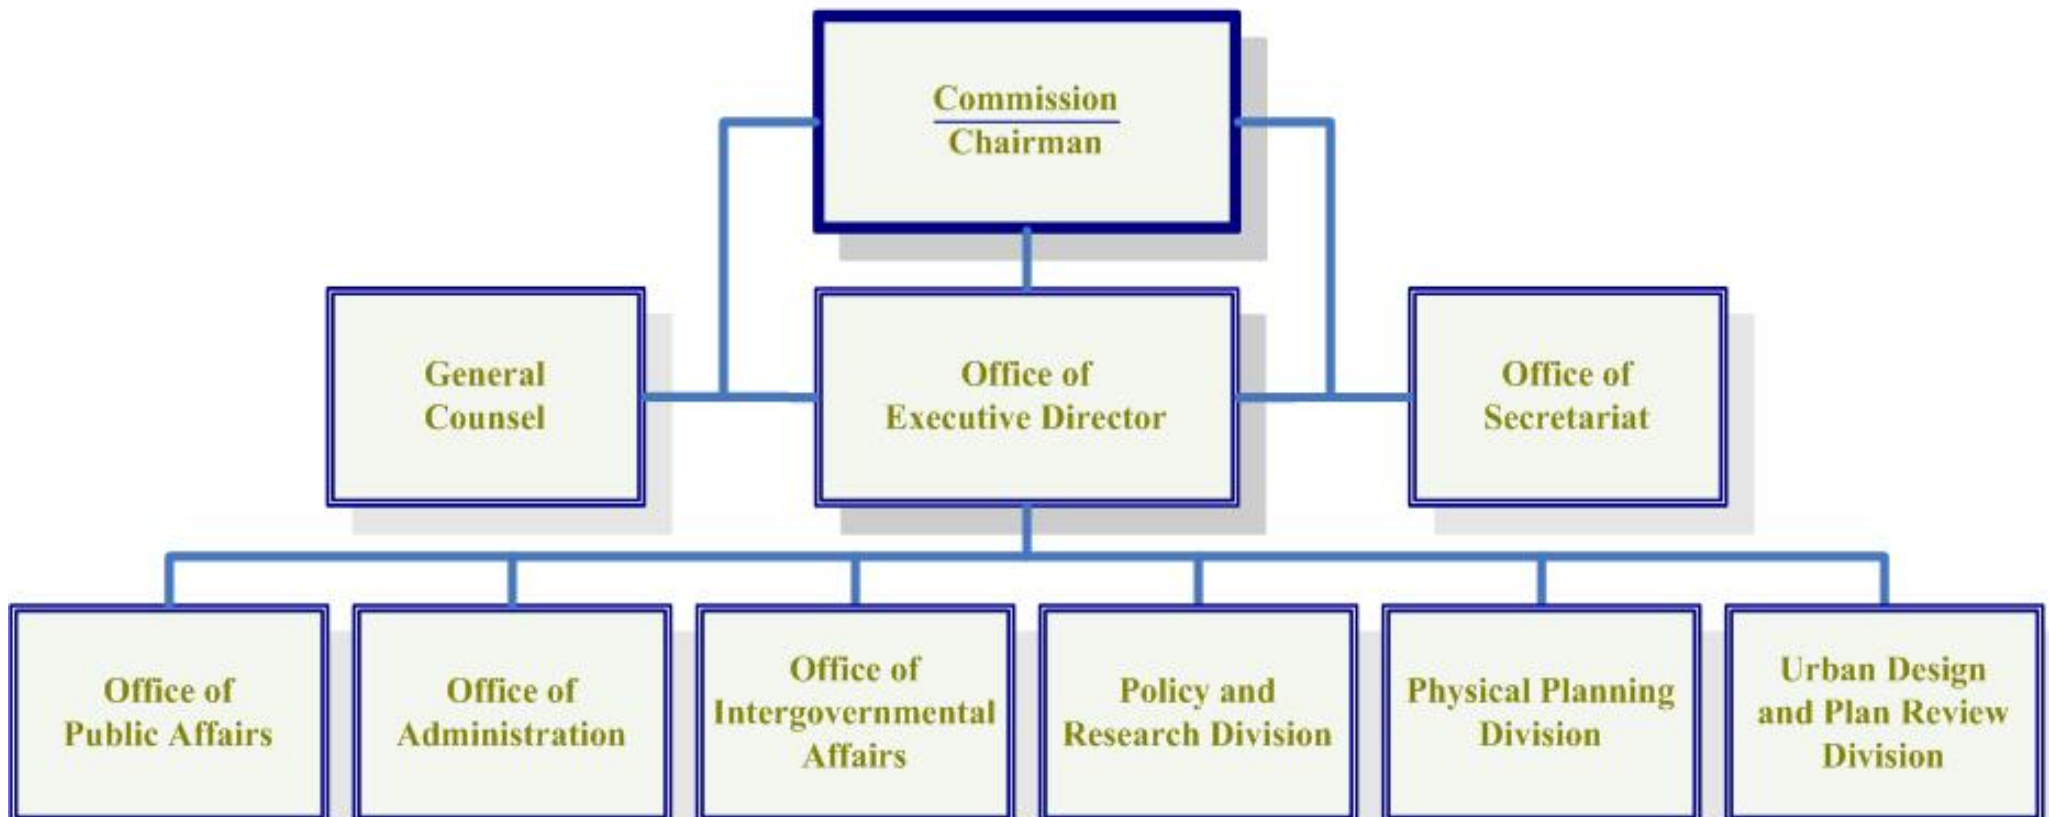 Commission
Chairman
General
Counsel
Office of
Executive Director
Office of
Secretariat
Office of
Public Affairs
Office of
Administration
Office of
Intergovernmental
Affairs
Policy and
Research Division
Physical Planning
Division
Urban Design
and Plan Review
Division